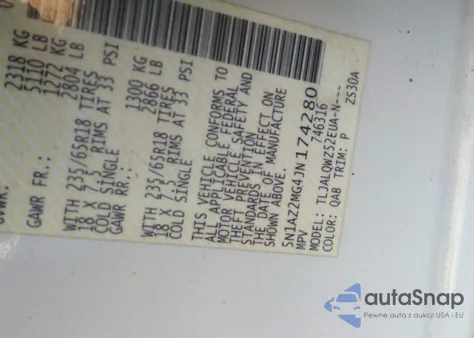 GVWR: 2318 KG
5110 LB
GAWR FR.: 1272 KG
2804 LB
WITH 235/65R18 TIRES
18 X 7.5 RIMS AT 33 PSI
COLD SINGLE
GAWR RR.: 1300 KG
2866 LB
WITH 235/65R18 TIRES
18 X 7.5 RIMS AT 33 PSI
COLD SINGLE
THIS VEHICLE CONFORMS TO
ALL APPLICABLE FEDERAL
MOTOR VEHICLE SAFETY AND
THEFT PREVENTION
STANDARDS IN EFFECT ON
THE DATE OF MANUFACTURE
SHOWN ABOVE.
5N1AZ2MG4JN174280
MPV 746316
MODEL: TLJALQWZ52EUA-N---
COLOR: QAB TRIM: P ZS30A
autoSnap
Pewne auta z aukcji USA i EU